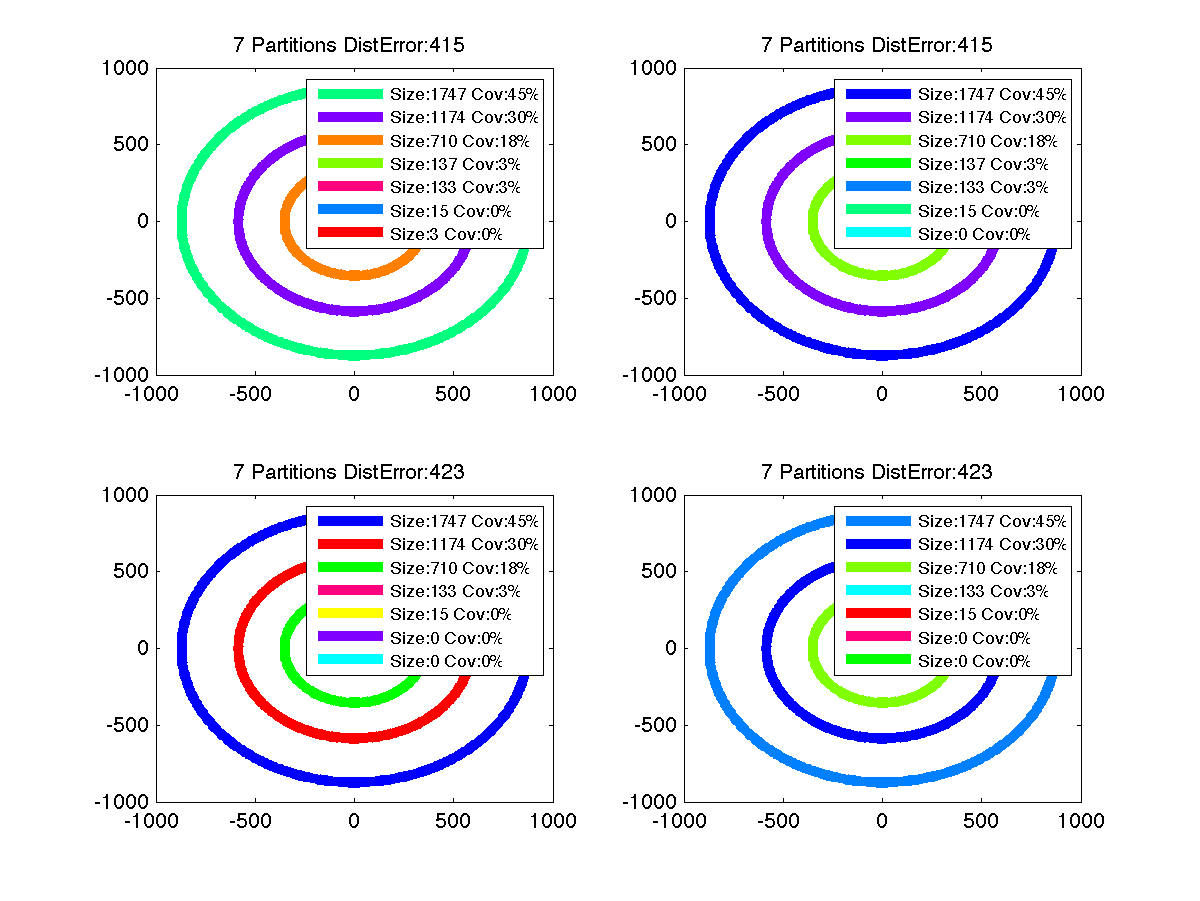 7 Partitions DistError:415
1000
500
0
-500
-1000
-1000 -500 0 500 1000
Size:1747 Cov:45%
Size:1174 Cov:30%
Size:710 Cov:18%
Size:137 Cov:3%
Size:133 Cov:3%
Size:15 Cov:0%
Size:3 Cov:0%
7 Partitions DistError:415
1000
500
0
-500
-1000
-1000 -500 0 500 1000
Size:1747 Cov:45%
Size:1174 Cov:30%
Size:710 Cov:18%
Size:137 Cov:3%
Size:133 Cov:3%
Size:15 Cov:0%
Size:0 Cov:0%
7 Partitions DistError:423
1000
500
0
-500
-1000
-1000 -500 0 500 1000
Size:1747 Cov:45%
Size:1174 Cov:30%
Size:710 Cov:18%
Size:133 Cov:3%
Size:15 Cov:0%
Size:0 Cov:0%
Size:0 Cov:0%
7 Partitions DistError:423
1000
500
0
-500
-1000
-1000 -500 0 500 1000
Size:1747 Cov:45%
Size:1174 Cov:30%
Size:710 Cov:18%
Size:133 Cov:3%
Size:15 Cov:0%
Size:0 Cov:0%
Size:0 Cov:0%